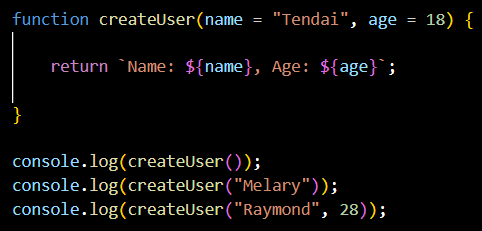 function createUser(name = "Tendai", age = 18) {
return `Name: ${name}, Age: ${age}`;
}
console.log(createUser());
console.log(createUser("Melary"));
console.log(createUser("Raymond", 28));